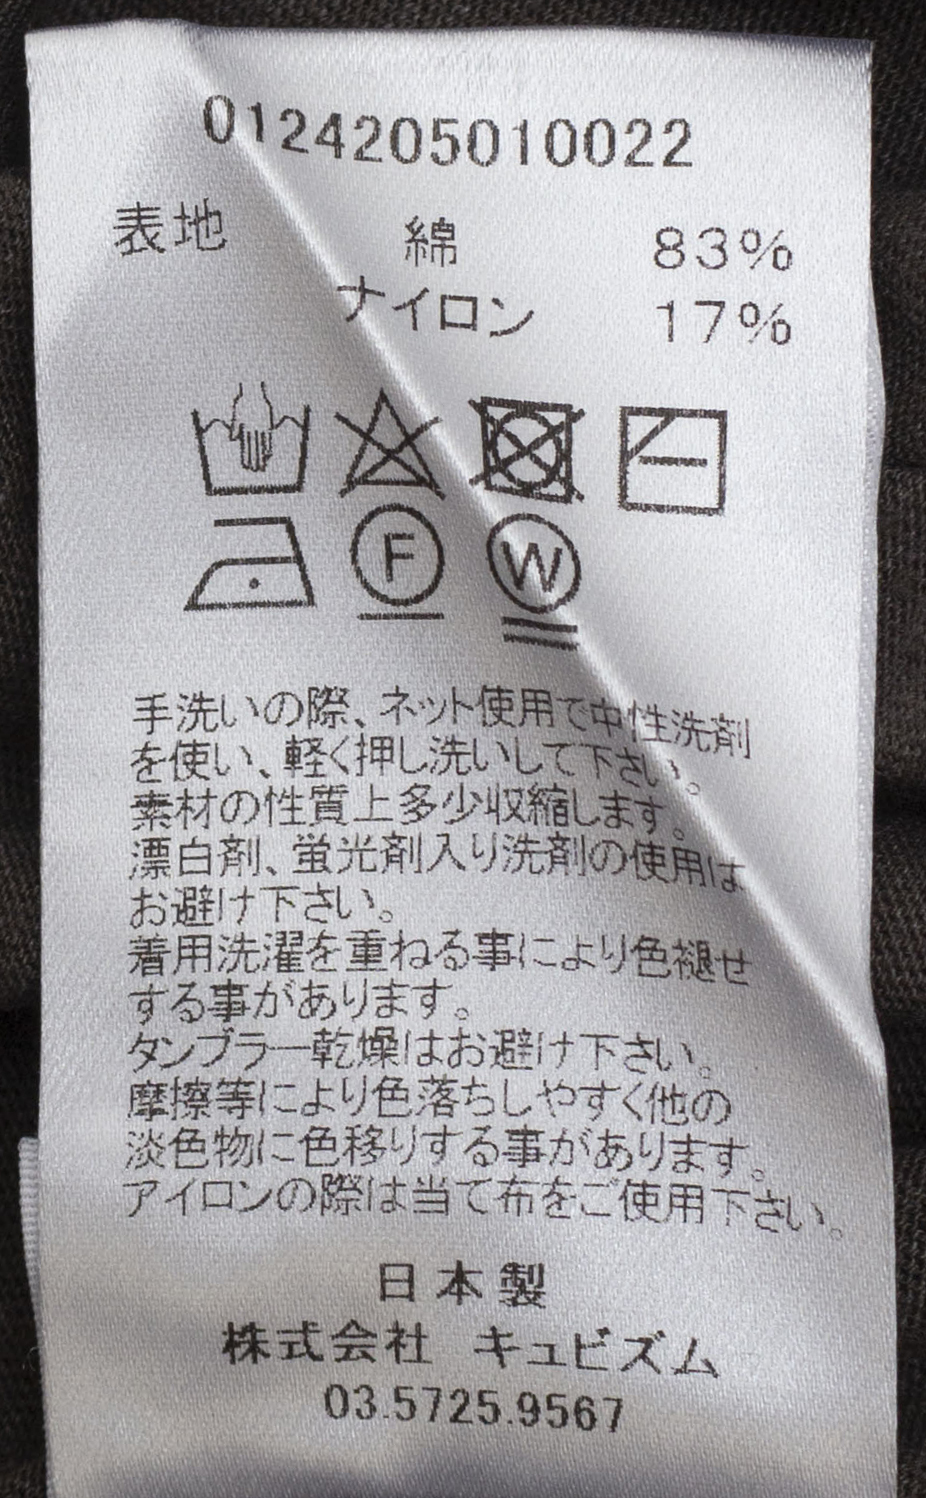 0124205010022
表地 綿 83%
ナイロン 17%
F W
手洗いの際、ネット使用で中性洗剤
を使い、軽く押し洗いして下さい。
素材の性質上多少収縮します。
漂白剤、蛍光剤入り洗剤の使用は
お避け下さい。
着用洗濯を重ねる事により色褪せ
する事があります。
タンブラー乾燥はお避け下さい。
摩擦等により色落ちしやすく他の
淡色物に色移りする事があります。
アイロンの際は当て布をご使用下さい。
日本製
株式会社 キュビズム
03.5725.9567